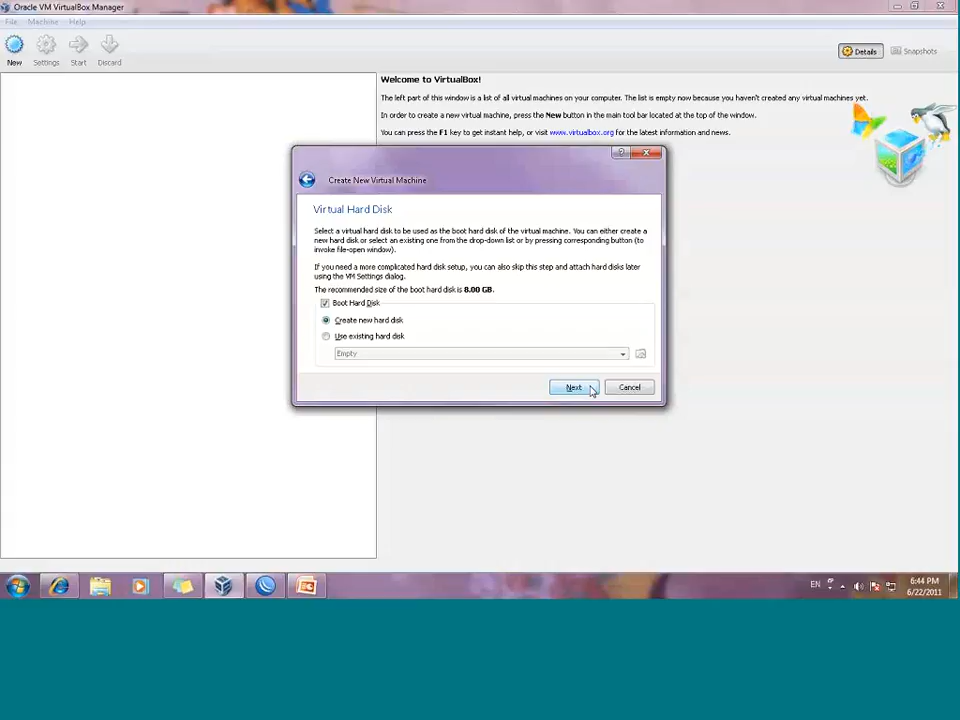 Oracle VM VirtualBox Manager
File Machine Help
New Settings Start Discard
Details Snapshots
Welcome to VirtualBox!
The left part of this window is a list of all virtual machines on your computer. The list is empty now because you haven't created any virtual machines yet.
In order to create a new virtual machine, press the New button in the main tool bar located at the top of the window.
You can press the F1 key to get instant help, or visit www.virtualbox.org for the latest information and news.
Create New Virtual Machine
Virtual Hard Disk
Select a virtual hard disk to be used as the boot hard disk of the virtual machine. You can either create a
new hard disk or select an existing one from the drop-down list or by pressing corresponding button (to
invoke file-open window).
If you need a more complicated hard disk setup, you can also skip this step and attach hard disks later
using the VM Settings dialog.
The recommended size of the boot hard disk is 8.00 GB.
Boot Hard Disk
Create new hard disk
Use existing hard disk
Empty
Next Cancel
EN
6:44 PM
6/22/2011